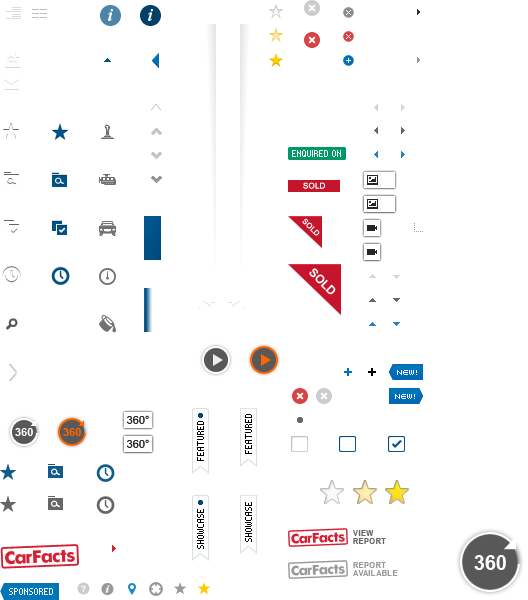 i
i
ENQUIRED ON
SOLD
SOLD
SOLD
NEW!
NEW!
360
360
360°
360°
FEATURED
FEATURED
SHOWCASE
SHOWCASE
CarFacts
CarFacts VIEW
REPORT
CarFacts REPORT
AVAILABLE
360
SPONSORED
? i